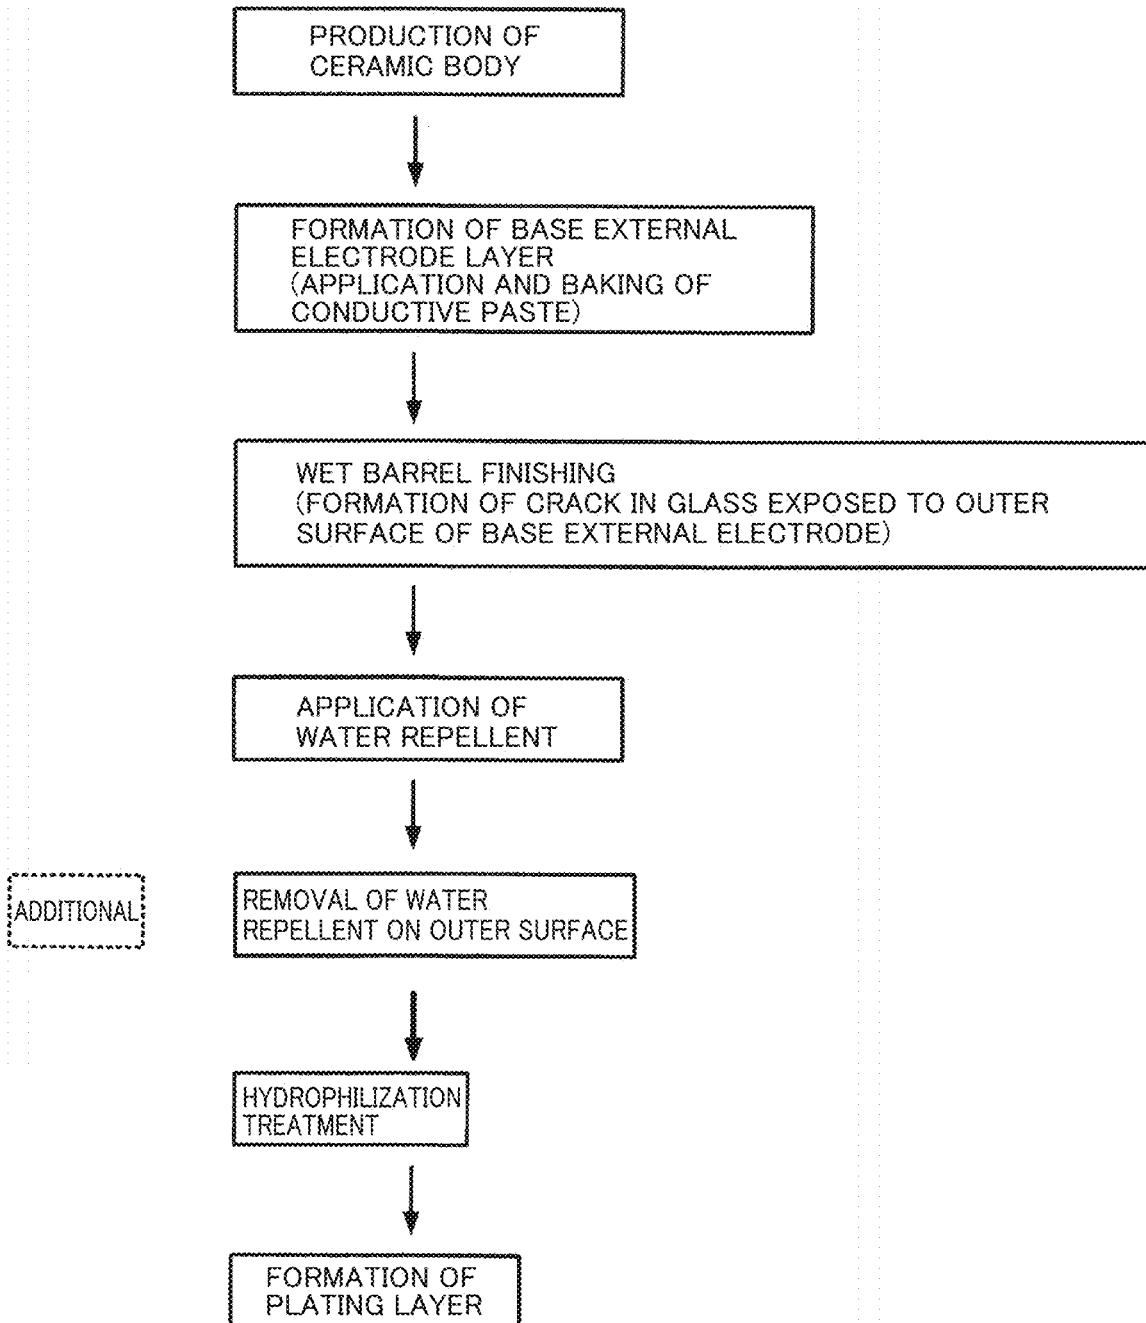 PRODUCTION OF
CERAMIC BODY
FORMATION OF BASE EXTERNAL
ELECTRODE LAYER
(APPLICATION AND BAKING OF
CONDUCTIVE PASTE)
WET BARREL FINISHING
(FORMATION OF CRACK IN GLASS EXPOSED TO OUTER
SURFACE OF BASE EXTERNAL ELECTRODE)
APPLICATION OF
WATER REPELLENT
ADDITIONAL
REMOVAL OF WATER
REPELLENT ON OUTER SURFACE
HYDROPHILIZATION
TREATMENT
FORMATION OF
PLATING LAYER